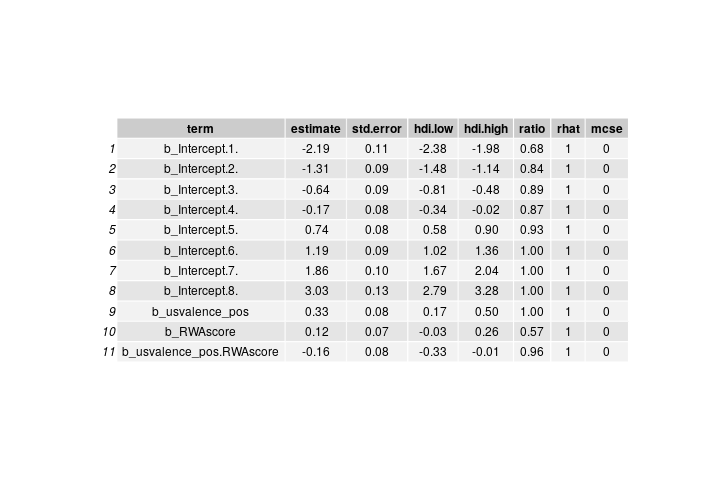 term estimate std.error hdi.low hdi.high ratio rhat mcse
1 b_Intercept.1. -2.19 0.11 -2.38 -1.98 0.68 1 0
2 b_Intercept.2. -1.31 0.09 -1.48 -1.14 0.84 1 0
3 b_Intercept.3. -0.64 0.09 -0.81 -0.48 0.89 1 0
4 b_Intercept.4. -0.17 0.08 -0.34 -0.02 0.87 1 0
5 b_Intercept.5. 0.74 0.08 0.58 0.90 0.93 1 0
6 b_Intercept.6. 1.19 0.09 1.02 1.36 1.00 1 0
7 b_Intercept.7. 1.86 0.10 1.67 2.04 1.00 1 0
8 b_Intercept.8. 3.03 0.13 2.79 3.28 1.00 1 0
9 b_usvalence_pos 0.33 0.08 0.17 0.50 1.00 1 0
10 b_RWAscore 0.12 0.07 -0.03 0.26 0.57 1 0
11 b_usvalence_pos.RWAscore -0.16 0.08 -0.33 -0.01 0.96 1 0